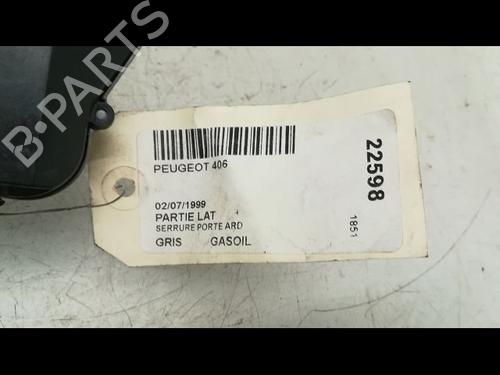 B-PARTS
PEUGEOT 406
02/07/1999
PARTIE LAT
SERRURE PORTE ARD
GRIS GASOIL
22598
1851